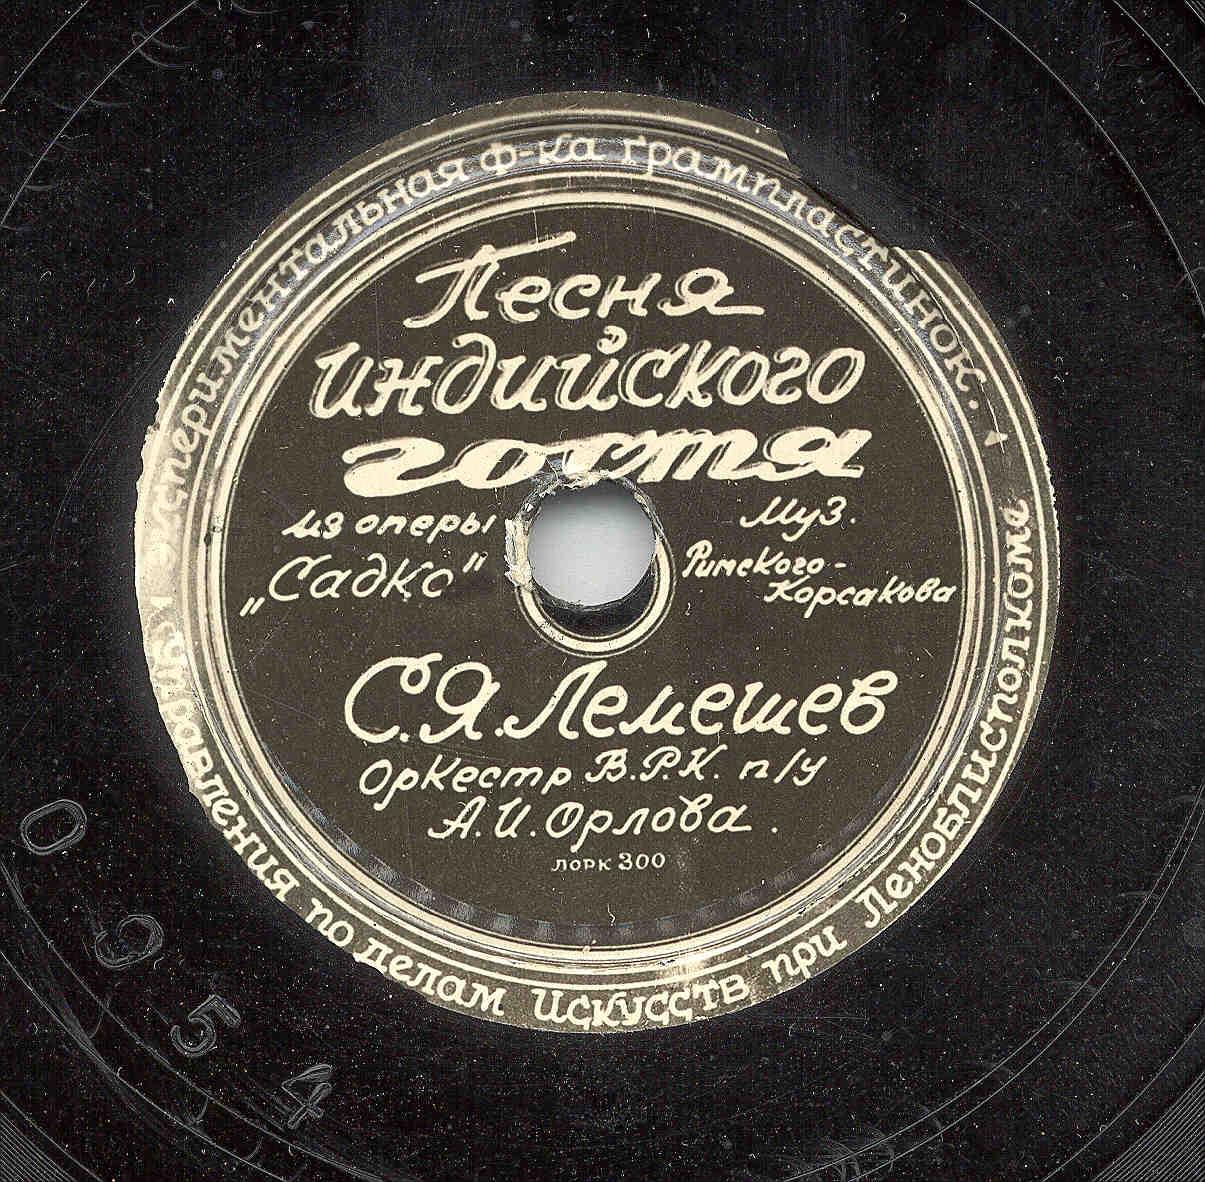 экспериментальная ф-ка грампластинок.
Песня
индийского
гостя
из оперы
„Садко"
Муз.
Римского-
Корсакова
С.Я. Лемешев
Оркестр В.Р.К. п/у
А.И. Орлова.
ЛОРК 300
управления по делам искусств при Леноблисполкоме
0354